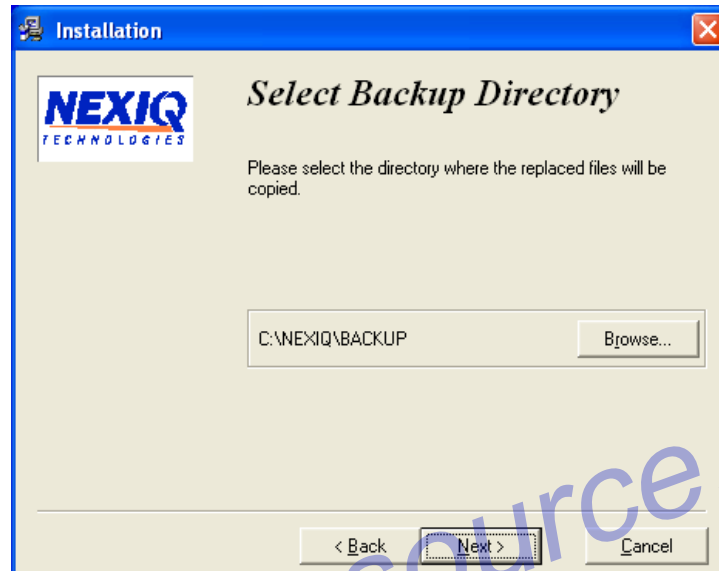 Installation
NEXIQ
TECHNOLOGIES
Select Backup Directory
Please select the directory where the replaced files will be
copied.
C:\NEXIQ\BACKUP
Browse...
< Back
Next >
Cancel